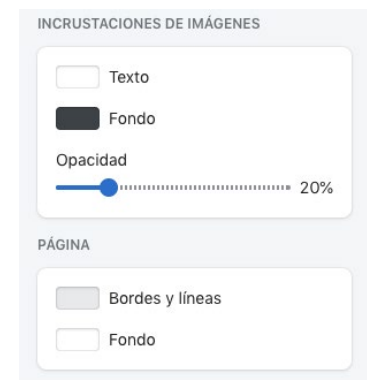 INCRUSTACIONES DE IMÁGENES
Texto
Fondo
Opacidad
20%
PÁGINA
Bordes y líneas
Fondo